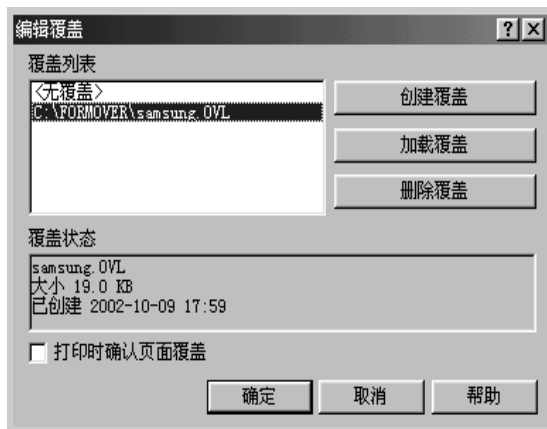 编辑覆盖
覆盖列表
<无覆盖>
C:\FORMOVER\samsung.OVL
创建覆盖
加载覆盖
删除覆盖
覆盖状态
samsung.OVL
大小 19.0 KB
已创建 2002-10-09 17:59
打印时确认页面覆盖
确定
取消
帮助